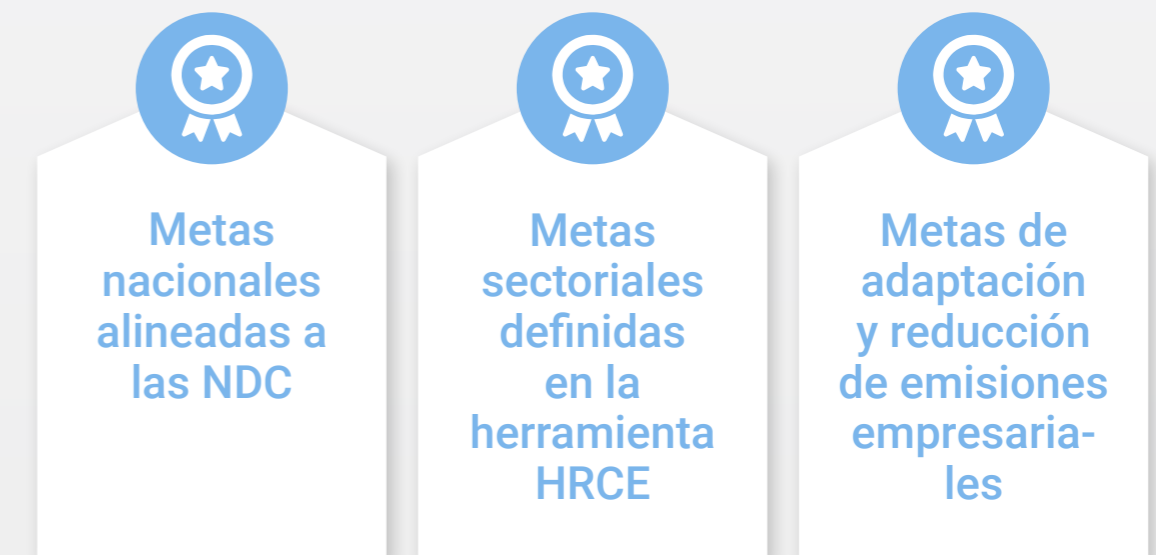 Metas
nacionales
alineadas a
las NDC
Metas
sectoriales
definidas
en la
herramienta
HRCE
Metas de
adaptación
y reducción
de emisiones
empresaria-
les